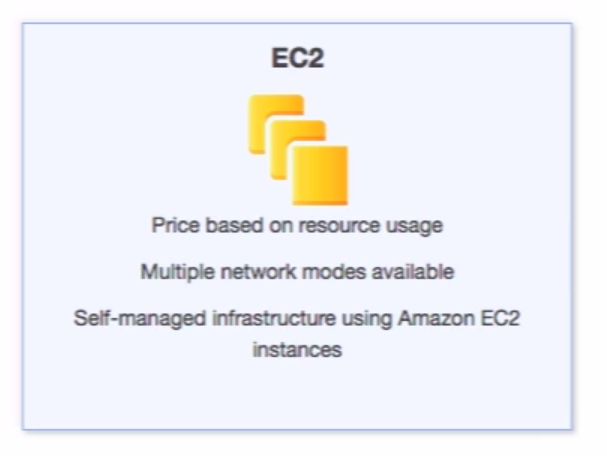 EC2
Price based on resource usage
Multiple network modes available
Self-managed infrastructure using Amazon EC2
instances